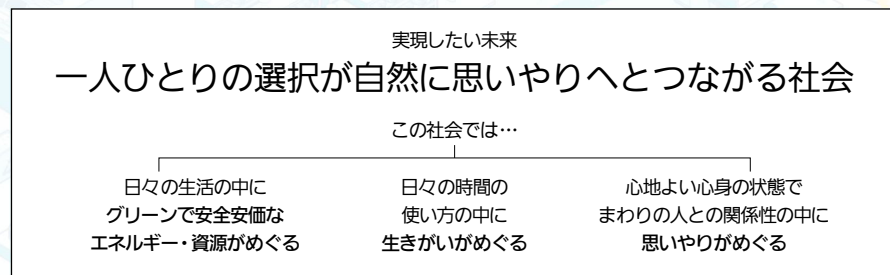 実現したい未来
一人ひとりの選択が自然に思いやりへとつながる社会
この社会では…
日々の生活の中に
グリーンで安全安価な
エネルギー・資源がめぐる
日々の時間の
使い方の中に
生きがいがめぐる
心地よい心身の状態で
まわりの人との関係性の中に
思いやりがめぐる